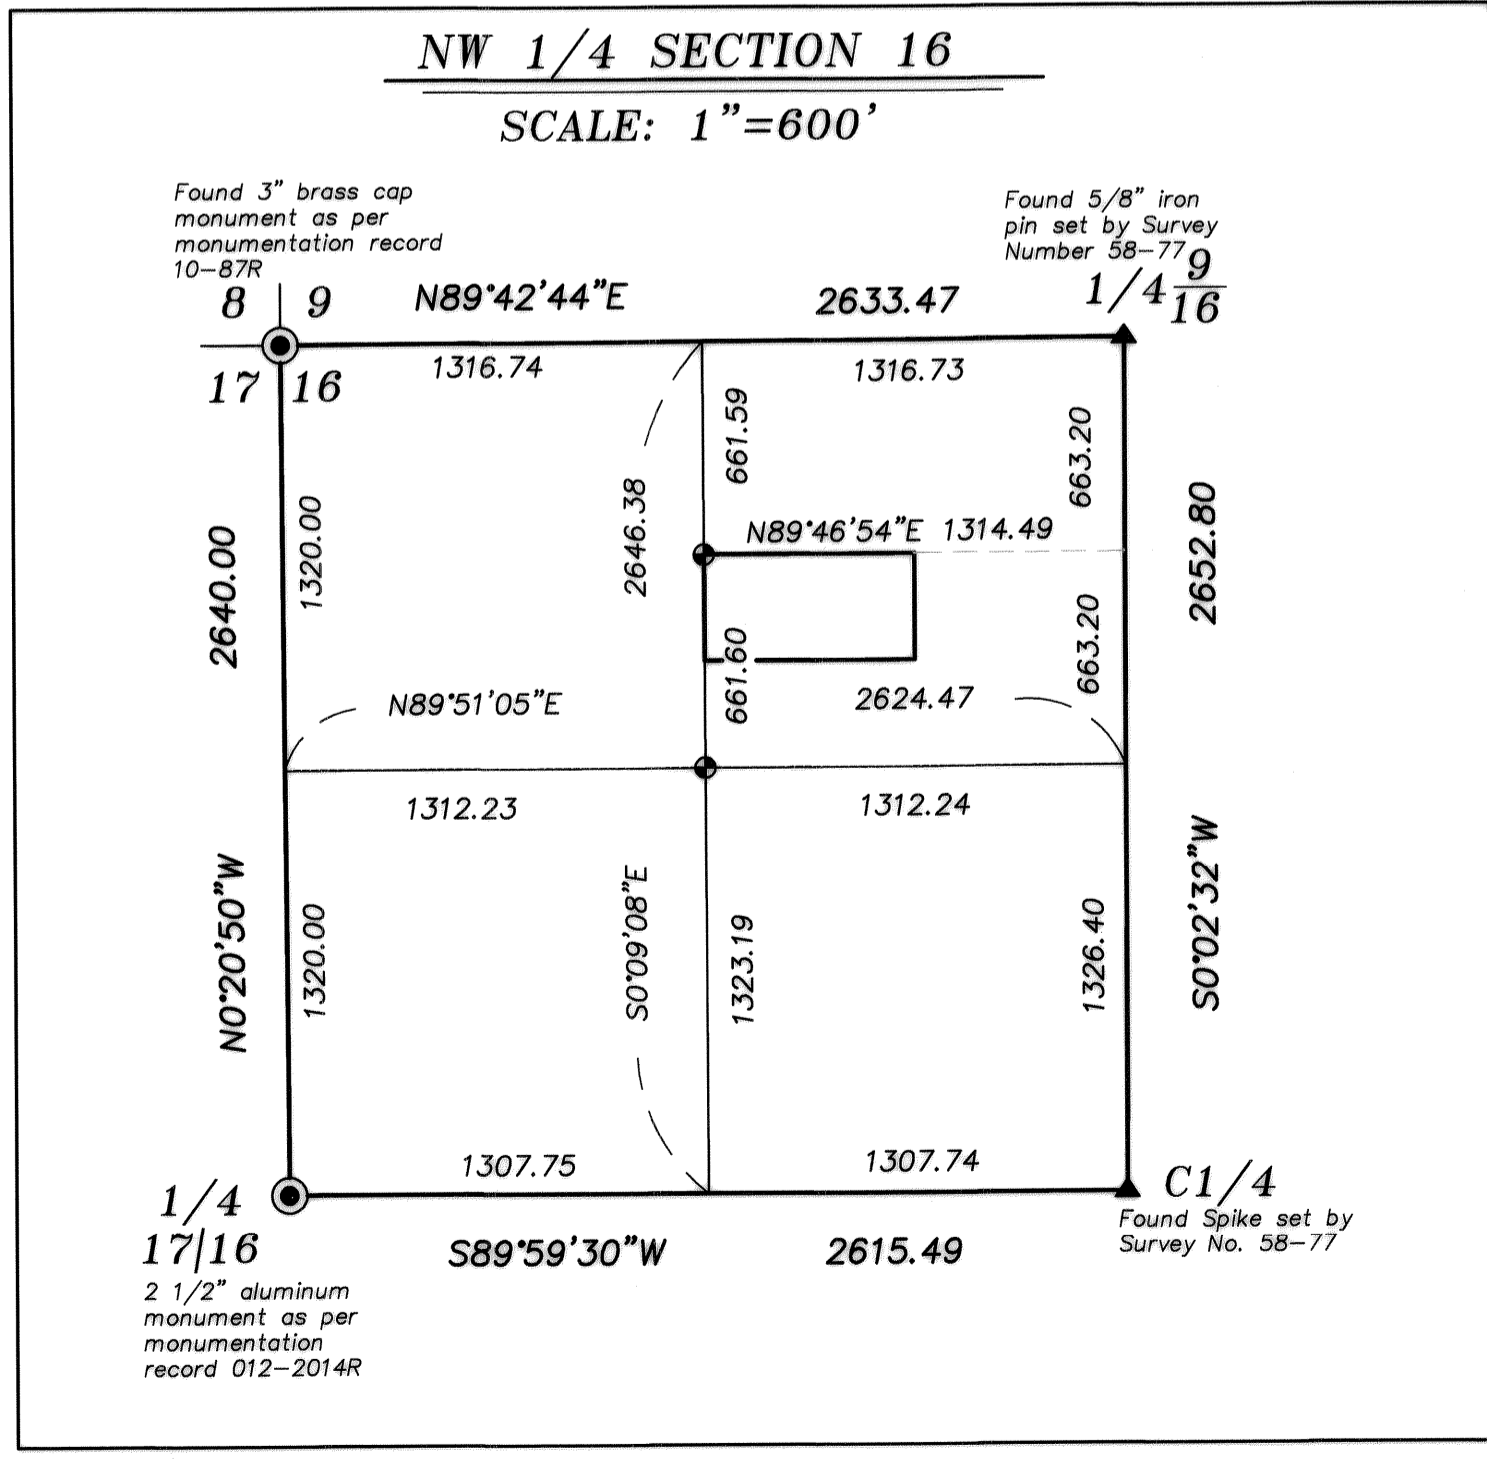 NW 1/4 SECTION 16
SCALE: 1"=600'
Found 3" brass cap
monument as per
monumentation record
10-87R
Found 5/8" iron
pin set by Survey
Number 58-77
8 9
17 16
N89°42'44"E
2633.47
1/4 9
16
1316.74
1316.73
661.59
663.20
2646.38
1320.00
2640.00
N89°46'54"E 1314.49
2652.80
663.20
661.60
N89°51'05"E
2624.47
1312.23
1312.24
N0°20'50"W
1320.00
S0°09'08"E
1323.19
1326.40
S0°02'32"W
1307.75
1307.74
1/4
17|16
2 1/2" aluminum
monument as per
monumentation
record 012-2014R
S89°59'30"W
2615.49
C1/4
Found Spike set by
Survey No. 58-77